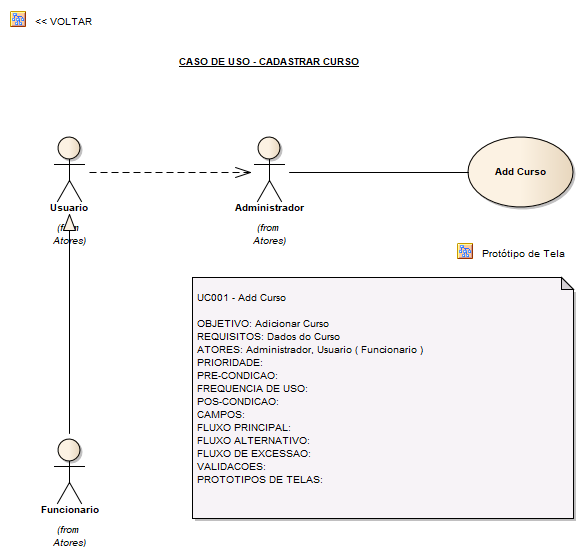 << VOLTAR
CASO DE USO - CADASTRAR CURSO
Usuario
(from
Atores)
Administrador
(from
Atores)
Add Curso
Protótipo de Tela
UC001 - Add Curso
OBJETIVO: Adicionar Curso
REQUISITOS: Dados do Curso
ATORES: Administrador, Usuario ( Funcionario )
PRIORIDADE:
PRE-CONDICAO:
FREQUENCIA DE USO:
POS-CONDICAO:
CAMPOS:
FLUXO PRINCIPAL:
FLUXO ALTERNATIVO:
FLUXO DE EXCESSAO:
VALIDACOES:
PROTOTIPOS DE TELAS:
Funcionario
(from
Atores)